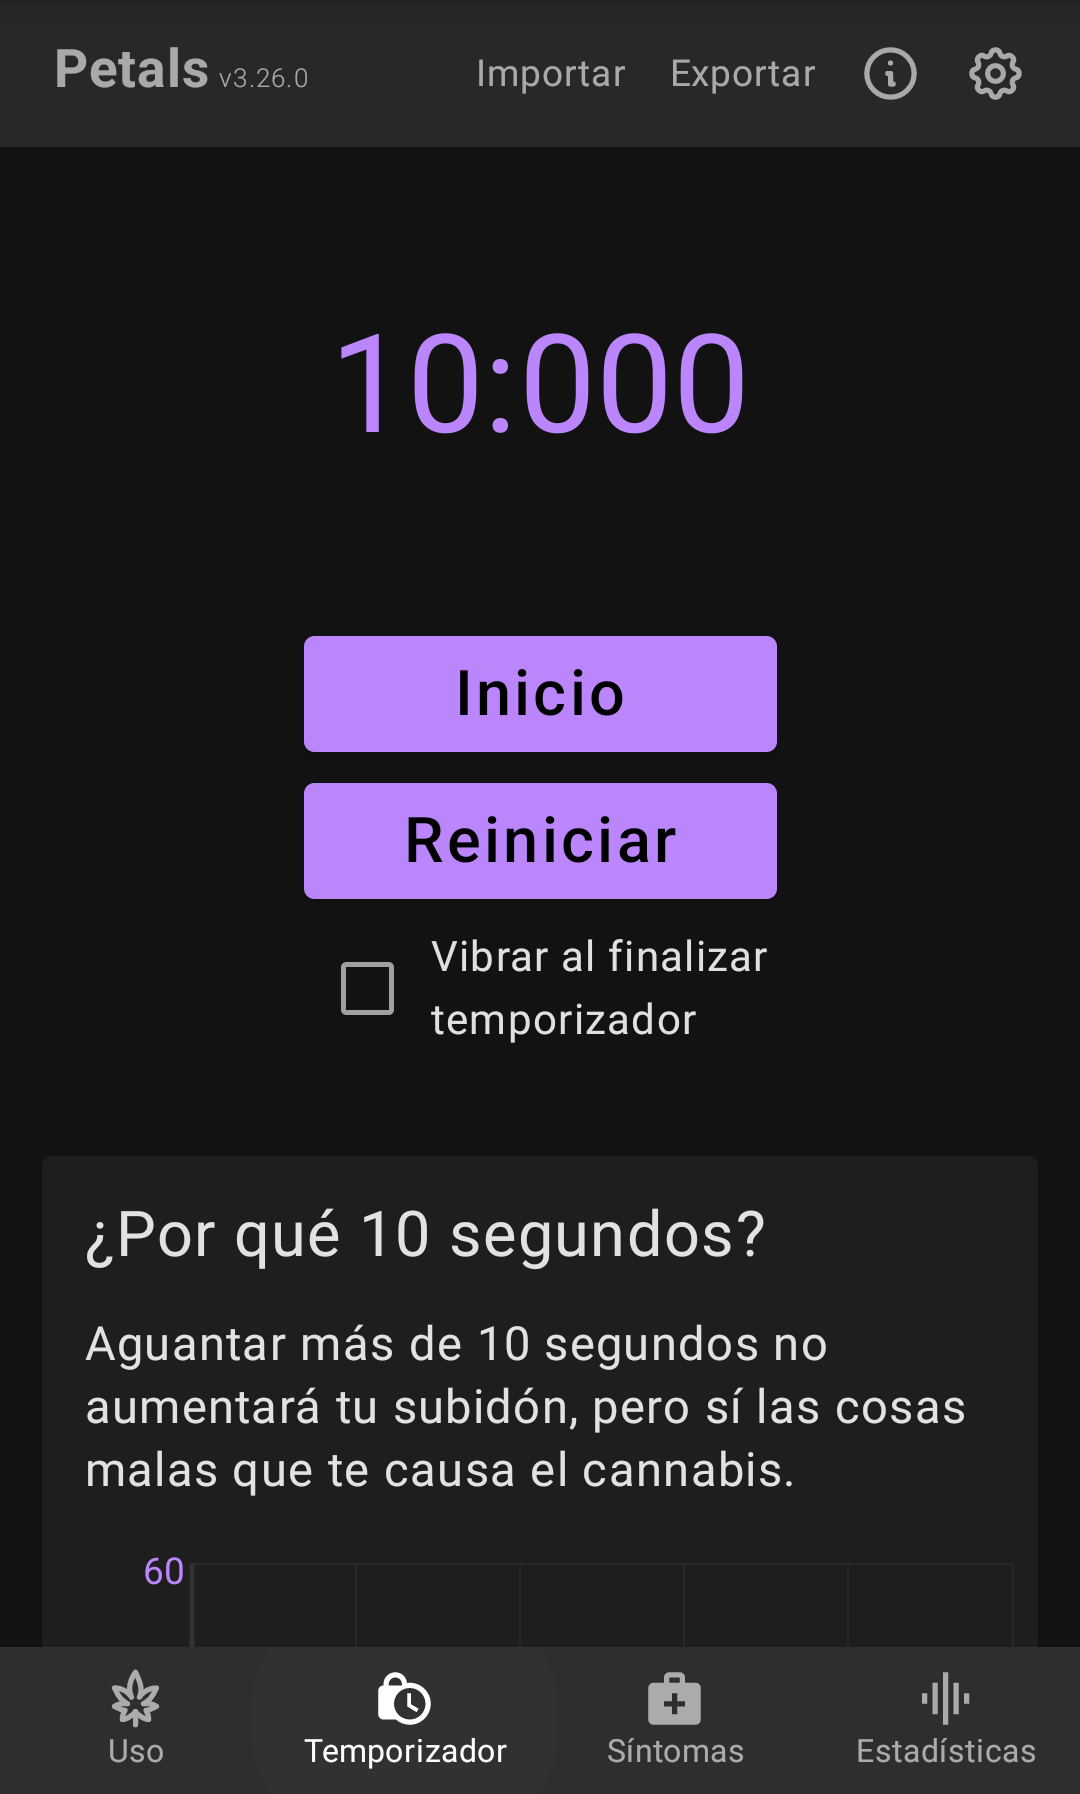 Petals v3.26.0 Importar Exportar
10:000
Inicio
Reiniciar
Vibrar al finalizar
temporizador
¿Por qué 10 segundos?
Aguantar más de 10 segundos no
aumentará tu subidón, pero sí las cosas
malas que te causa el cannabis.
60
Uso Temporizador Síntomas Estadísticas